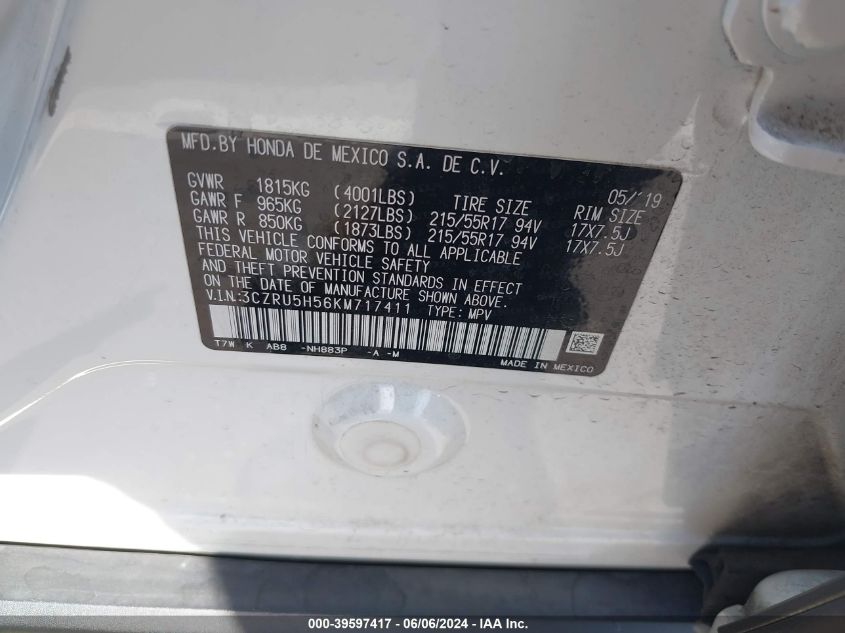 MFD.BY HONDA DE MEXICO S.A. DE C.V.
05/'19
GVWR 1815KG (4001LBS) TIRE SIZE RIM SIZE
GAWR F 965KG (2127LBS) 215/55R17 94V 17X7.5J
GAWR R 850KG (1873LBS) 215/55R17 94V 17X7.5J
THIS VEHICLE CONFORMS TO ALL APPLICABLE
FEDERAL MOTOR VEHICLE SAFETY
AND THEFT PREVENTION STANDARDS IN EFFECT
ON THE DATE OF MANUFACTURE SHOWN ABOVE.
V.I.N:3CZRU5H56KM717411 TYPE: MPV
T7W K AB8 -NH883P -A -M
MADE IN MEXICO
000-39597417 - 06/06/2024 - IAA Inc.